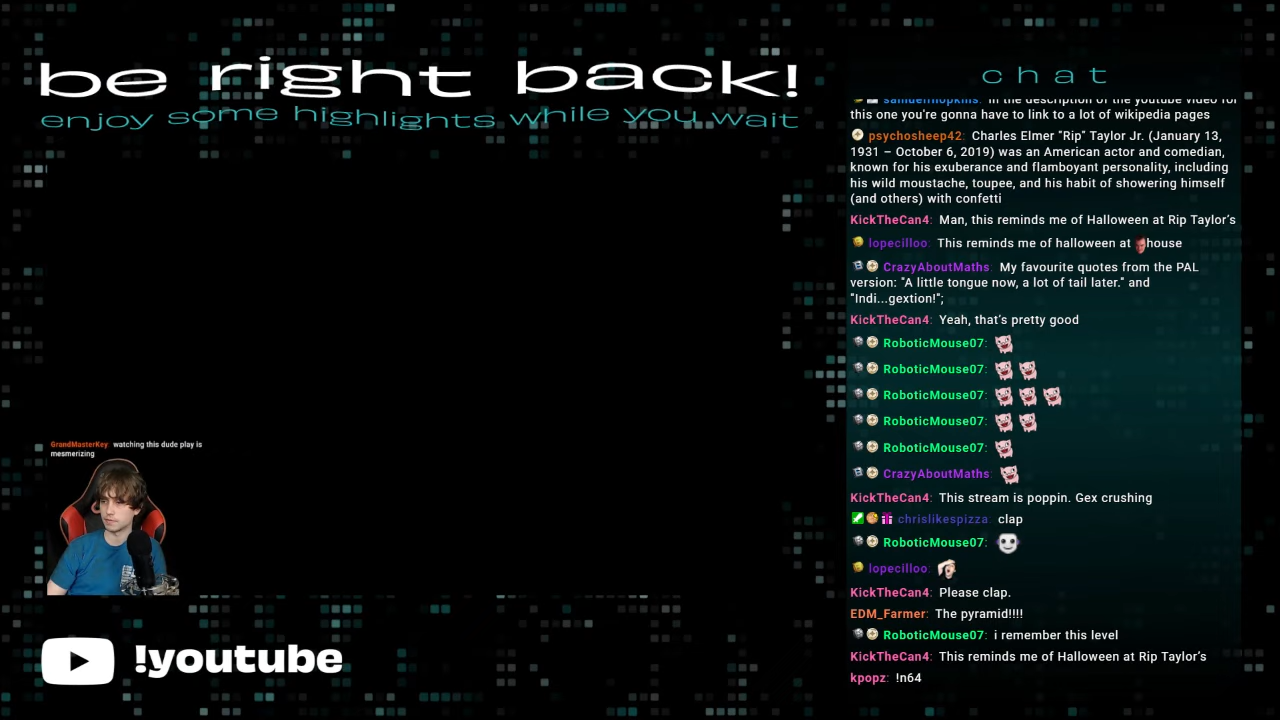 be right back!
enjoy some highlights while you wait
GrandMasterKey watching this dude play is
mesmerizing
!youtube
chat
samuelhopkins: In the description of the youtube video for
this one you're gonna have to link to a lot of wikipedia pages
psychosheep42: Charles Elmer "Rip" Taylor Jr. (January 13,
1931 – October 6, 2019) was an American actor and comedian,
known for his exuberance and flamboyant personality, including
his wild moustache, toupee, and his habit of showering himself
(and others) with confetti
KickTheCan4: Man, this reminds me of Halloween at Rip Taylor's
lopecilloo: This reminds me of halloween at house
CrazyAboutMaths: My favourite quotes from the PAL
version: "A little tongue now, a lot of tail later." and
"Indi...gextion!";
KickTheCan4: Yeah, that's pretty good
RoboticMouse07:
RoboticMouse07:
RoboticMouse07:
RoboticMouse07:
RoboticMouse07:
CrazyAboutMaths:
KickTheCan4: This stream is poppin. Gex crushing
chrislikespizza: clap
RoboticMouse07:
lopecilloo:
KickTheCan4: Please clap.
EDM_Farmer: The pyramid!!!!
RoboticMouse07: i remember this level
KickTheCan4: This reminds me of Halloween at Rip Taylor's
kpopz: !n64